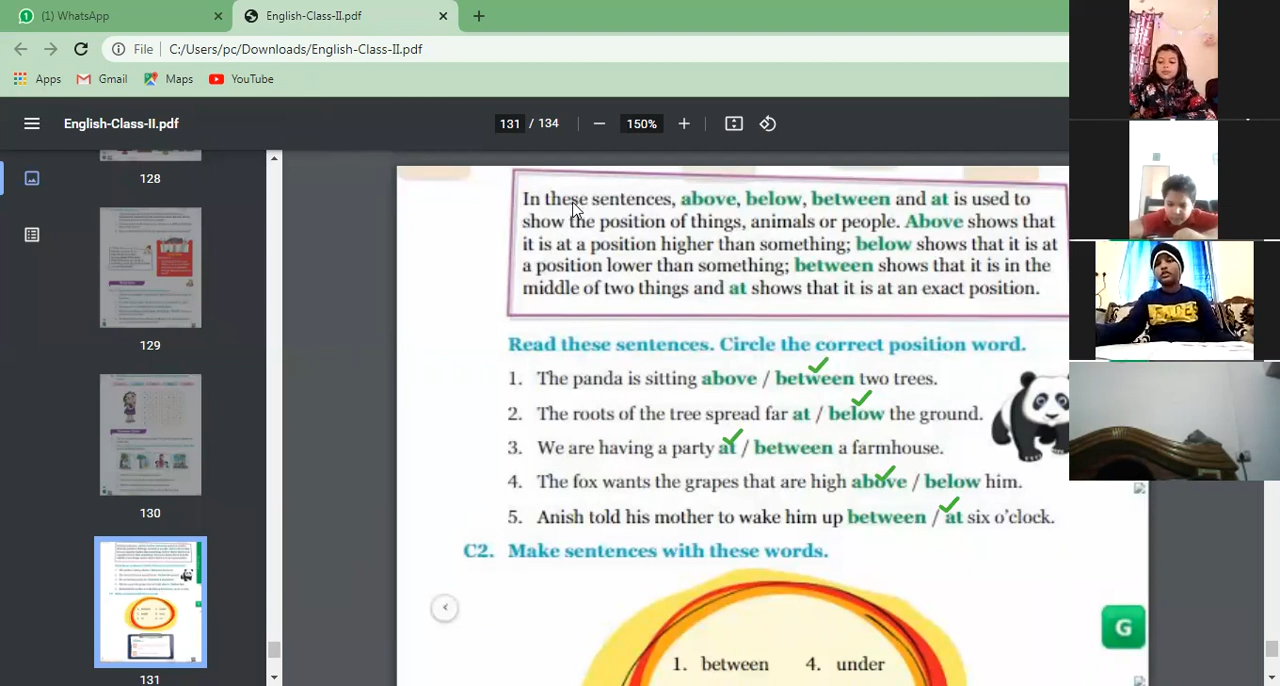 (1) WhatsApp
English-Class-II.pdf
File
C:/Users/pc/Downloads/English-Class-II.pdf
Apps
Gmail
Maps
YouTube
English-Class-II.pdf
131 / 134
150%
128
129
130
131
In these sentences, above, below, between and at is used to
show the position of things, animals or people. Above shows that
it is at a position higher than something; below shows that it is at
a position lower than something; between shows that it is in the
middle of two things and at shows that it is at an exact position.
Read these sentences. Circle the correct position word.
1. The panda is sitting above / between two trees.
2. The roots of the tree spread far at / below the ground.
3. We are having a party at / between a farmhouse.
4. The fox wants the grapes that are high above / below him.
5. Anish told his mother to wake him up between / at six o'clock.
C2. Make sentences with these words.
1. between 4. under
G